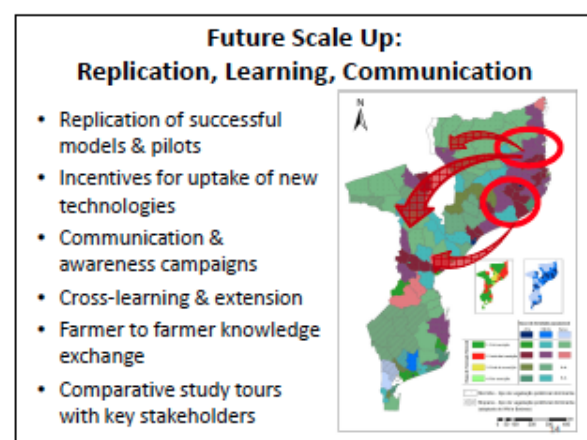 Future Scale Up:
Replication, Learning, Communication
• Replication of successful
models & pilots
• Incentives for uptake of new
technologies
• Communication &
awareness campaigns
• Cross-learning & extension
• Farmer to farmer knowledge
exchange
• Comparative study tours
with key stakeholders
N